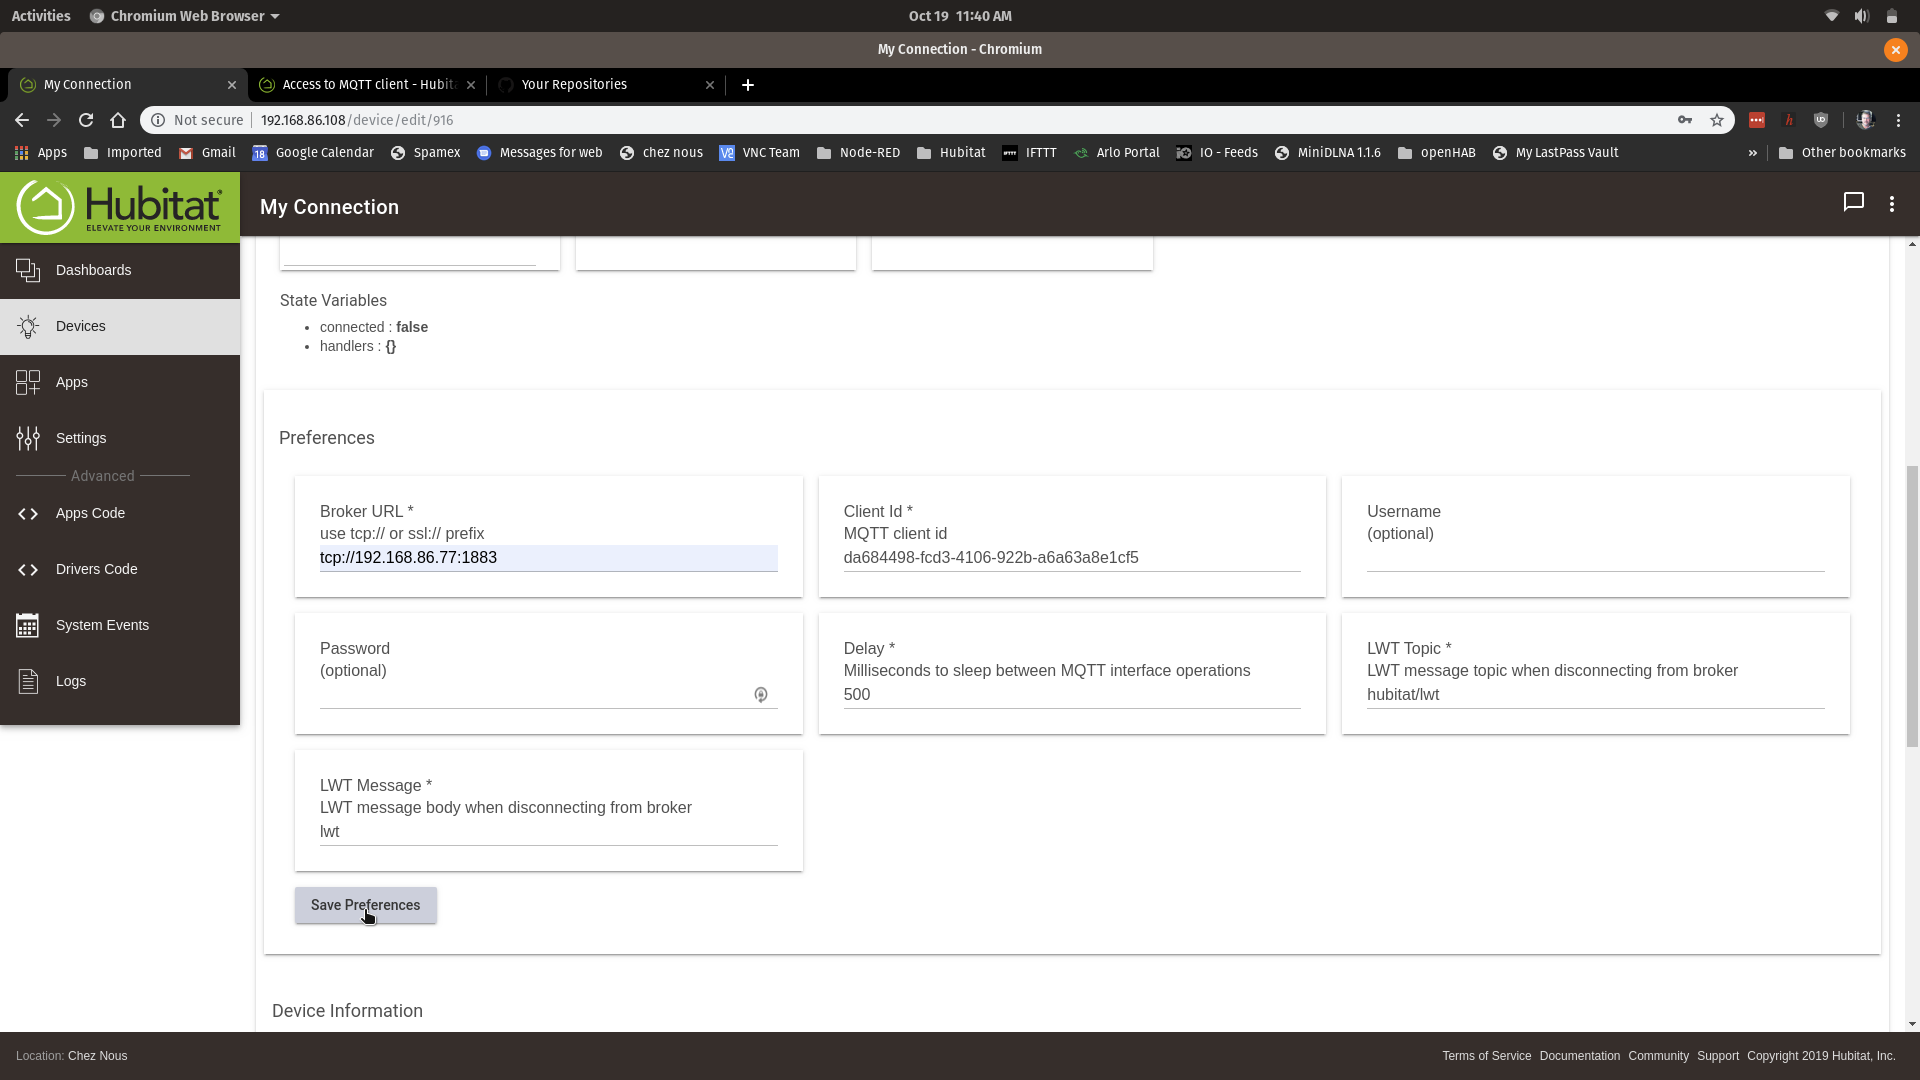 Activities
Chromium Web Browser
Oct 19 11:40 AM
My Connection - Chromium
My Connection
Access to MQTT client - Hubit
Your Repositories
Not secure
192.168.86.108/device/edit/916
Apps
Imported
Gmail
18
Google Calendar
Spamex
Messages for web
chez nous
VNC Team
Node-RED
Hubitat
IFTTT
Arlo Portal
IO - Feeds
MiniDLNA 1.1.6
openHAB
My LastPass Vault
»
Other bookmarks
Hubitat®
ELEVATE YOUR ENVIRONMENT
My Connection
Dashboards
Devices
Apps
Settings
Advanced
Apps Code
Drivers Code
System Events
Logs
State Variables
• connected : false
• handlers : {}
Preferences
Broker URL *
use tcp:// or ssl:// prefix
tcp://192.168.86.77:1883
Client Id *
MQTT client id
da684498-fcd3-4106-922b-a6a63a8e1cf5
Username
(optional)
Password
(optional)
Delay *
Milliseconds to sleep between MQTT interface operations
500
LWT Topic *
LWT message topic when disconnecting from broker
hubitat/lwt
LWT Message *
LWT message body when disconnecting from broker
lwt
Save Preferences
Device Information
Location: Chez Nous
Terms of Service
Documentation
Community
Support
Copyright 2019 Hubitat, Inc.